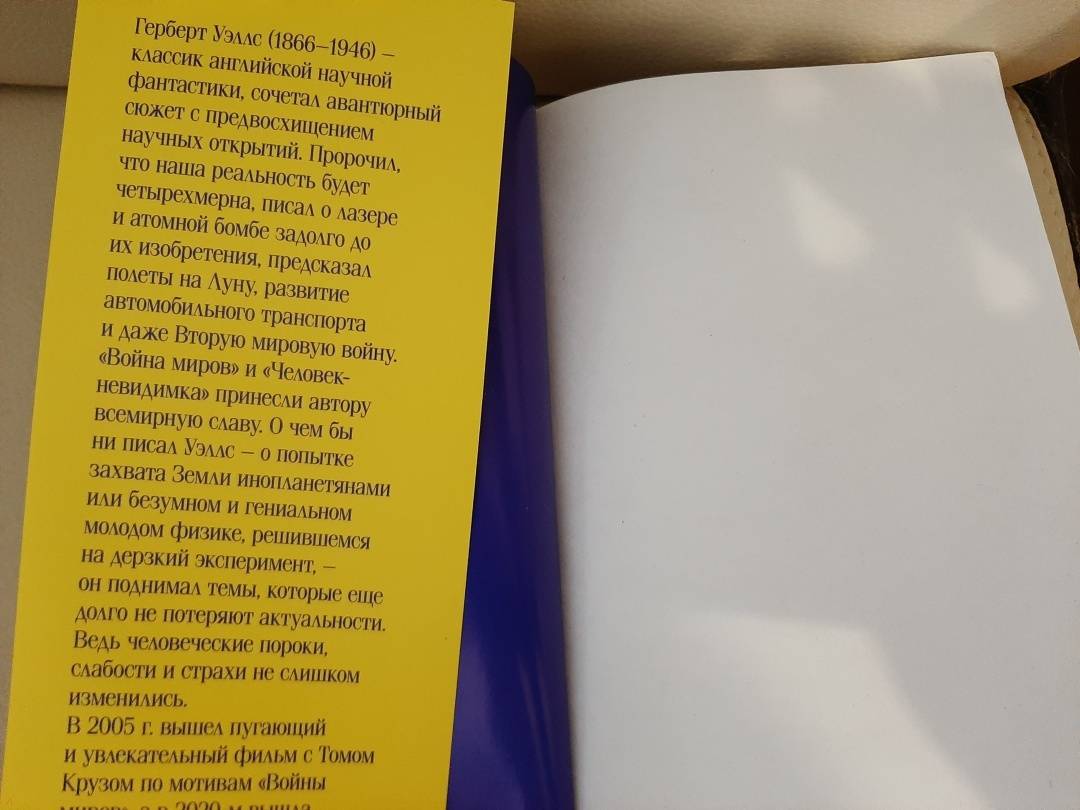 Герберт Уэллс (1866–1946) –
классик английской научной
фантастики, сочетал авантюрный
сюжет с предвосхищением
научных открытий. Пророчил,
что наша реальность будет
четырехмерна, писал о лазере
и атомной бомбе задолго до
их изобретения, предсказал
полеты на Луну, развитие
автомобильного транспорта
и даже Вторую мировую войну.
«Война миров» и «Человек-
невидимка» принесли автору
всемирную славу. О чем бы
ни писал Уэллс – о попытке
захвата Земли инопланетянами
или безумном и гениальном
молодом физике, решившемся
на дерзкий эксперимент, –
он поднимал темы, которые еще
долго не потеряют актуальности.
Ведь человеческие пороки,
слабости и страхи не слишком
изменились.
В 2005 г. вышел пугающий
и увлекательный фильм с Томом
Крузом по мотивам «Войны
миров», а в 2020-м вышла